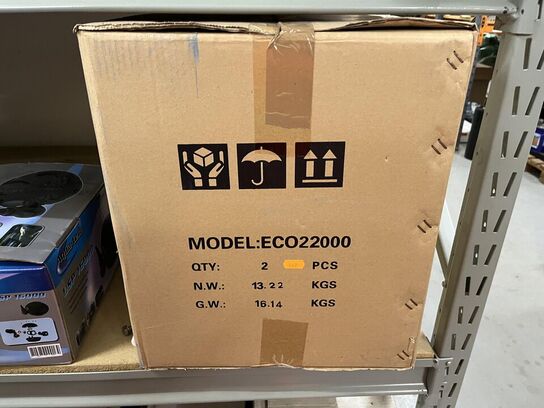 MODEL:ECO22000
QTY: 2 PCS
N.W.: 13.22 KGS
G.W.: 16.14 KGS